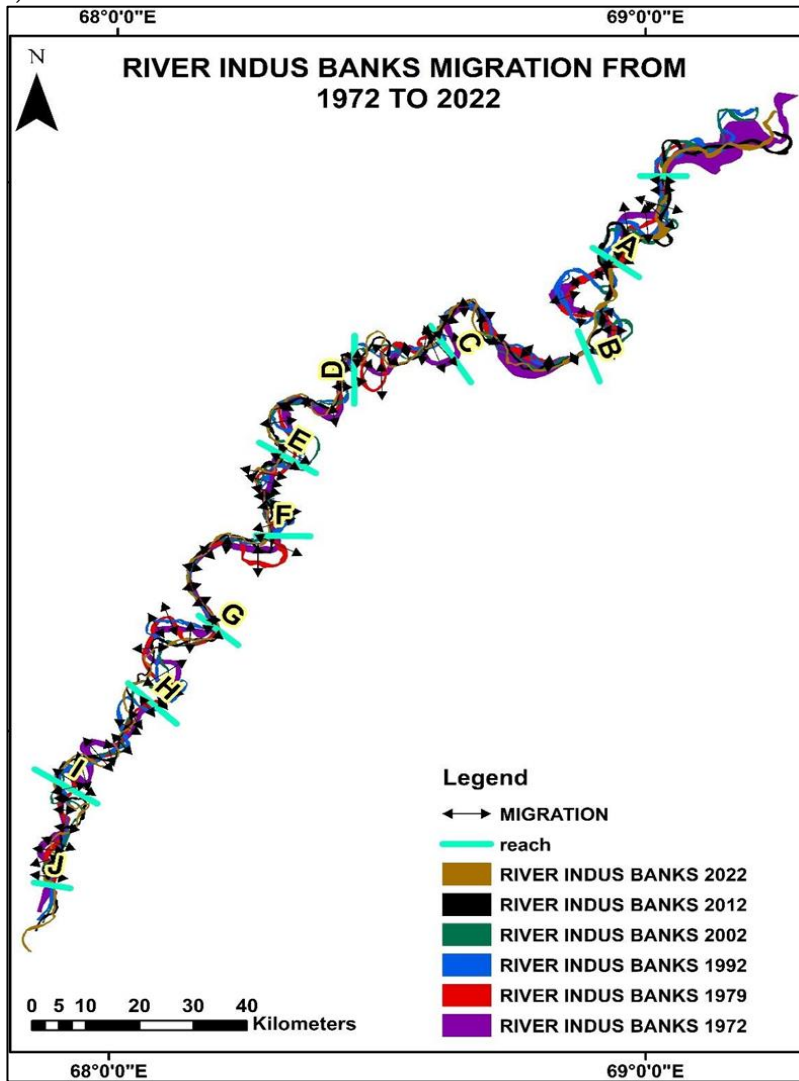 68°0'0"E 69°0'0"E
N
RIVER INDUS BANKS MIGRATION FROM
1972 TO 2022
A
B
C
D
E
F
G
H
I
J
Legend
MIGRATION
reach
RIVER INDUS BANKS 2022
RIVER INDUS BANKS 2012
RIVER INDUS BANKS 2002
RIVER INDUS BANKS 1992
RIVER INDUS BANKS 1979
RIVER INDUS BANKS 1972
0 5 10 20 30 40
Kilometers
68°0'0"E 69°0'0"E